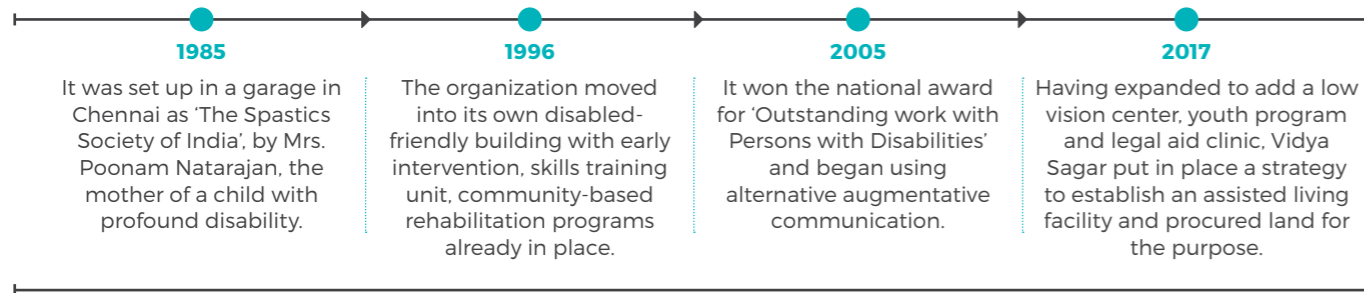 1985
It was set up in a garage in
Chennai as ‘The Spastics
Society of India’, by Mrs.
Poonam Natarajan, the
mother of a child with
profound disability.
1996
The organization moved
into its own disabled-
friendly building with early
intervention, skills training
unit, community-based
rehabilitation programs
already in place.
2005
It won the national award
for ‘Outstanding work with
Persons with Disabilities’
and began using
alternative augmentative
communication.
2017
Having expanded to add a low
vision center, youth program
and legal aid clinic, Vidya
Sagar put in place a strategy
to establish an assisted living
facility and procured land for
the purpose.